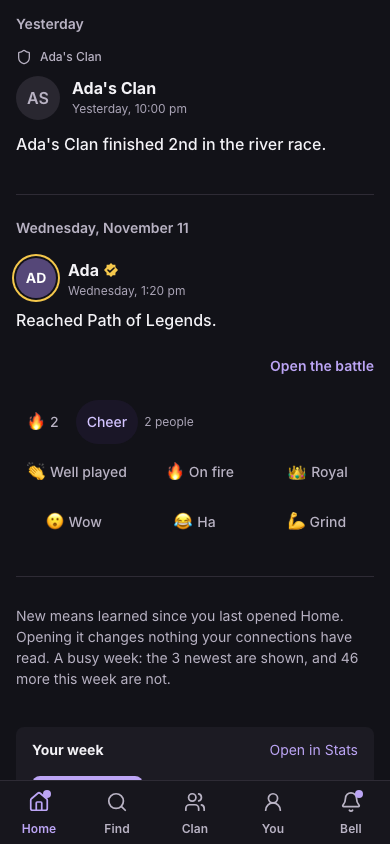 Yesterday
Ada's Clan
AS
Ada's Clan
Yesterday, 10:00 pm
Ada's Clan finished 2nd in the river race.
Wednesday, November 11
AD
Ada
Wednesday, 1:20 pm
Reached Path of Legends.
Open the battle
🔥 2 Cheer 2 people
👏 Well played 🔥 On fire 👑 Royal
😮 Wow 😂 Ha 💪 Grind
New means learned since you last opened Home.
Opening it changes nothing your connections have
read. A busy week: the 3 newest are shown, and 46
more this week are not.
Your week Open in Stats
Home Find Clan You Bell